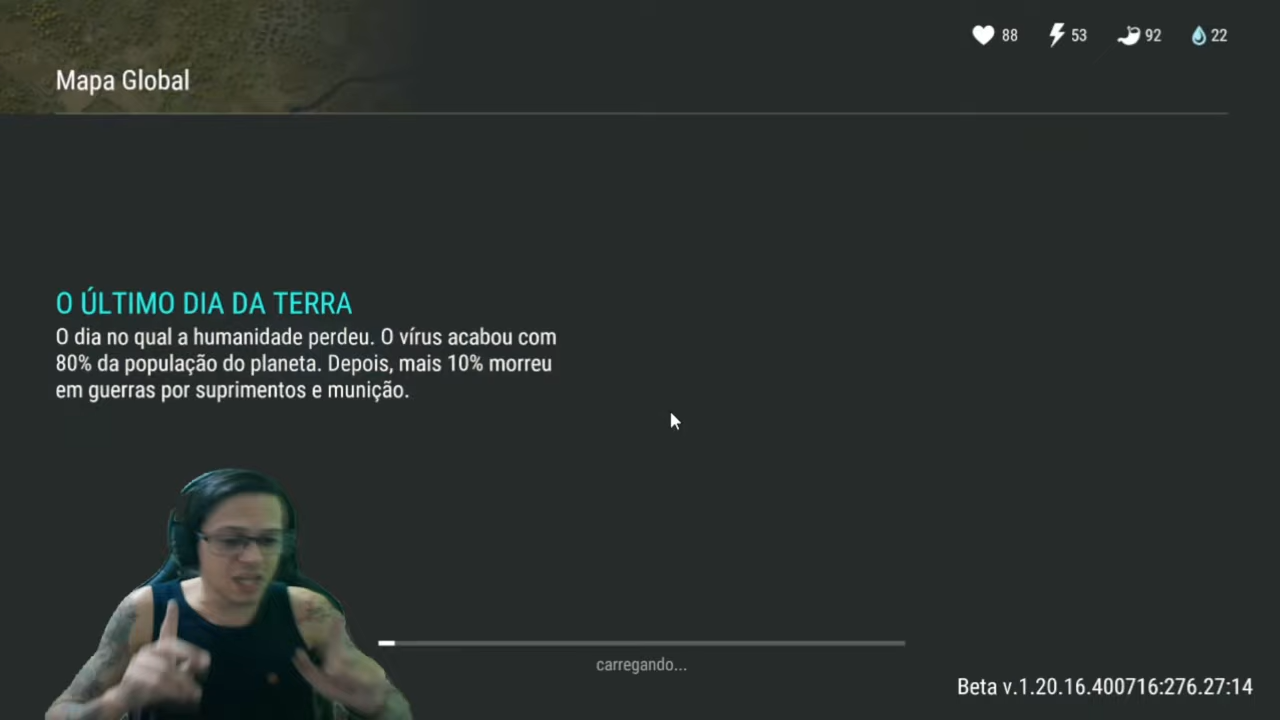 88 53 92 22
Mapa Global
O ÚLTIMO DIA DA TERRA
O dia no qual a humanidade perdeu. O vírus acabou com
80% da população do planeta. Depois, mais 10% morreu
em guerras por suprimentos e munição.
carregando...
Beta v.1.20.16.400716:276.27:14